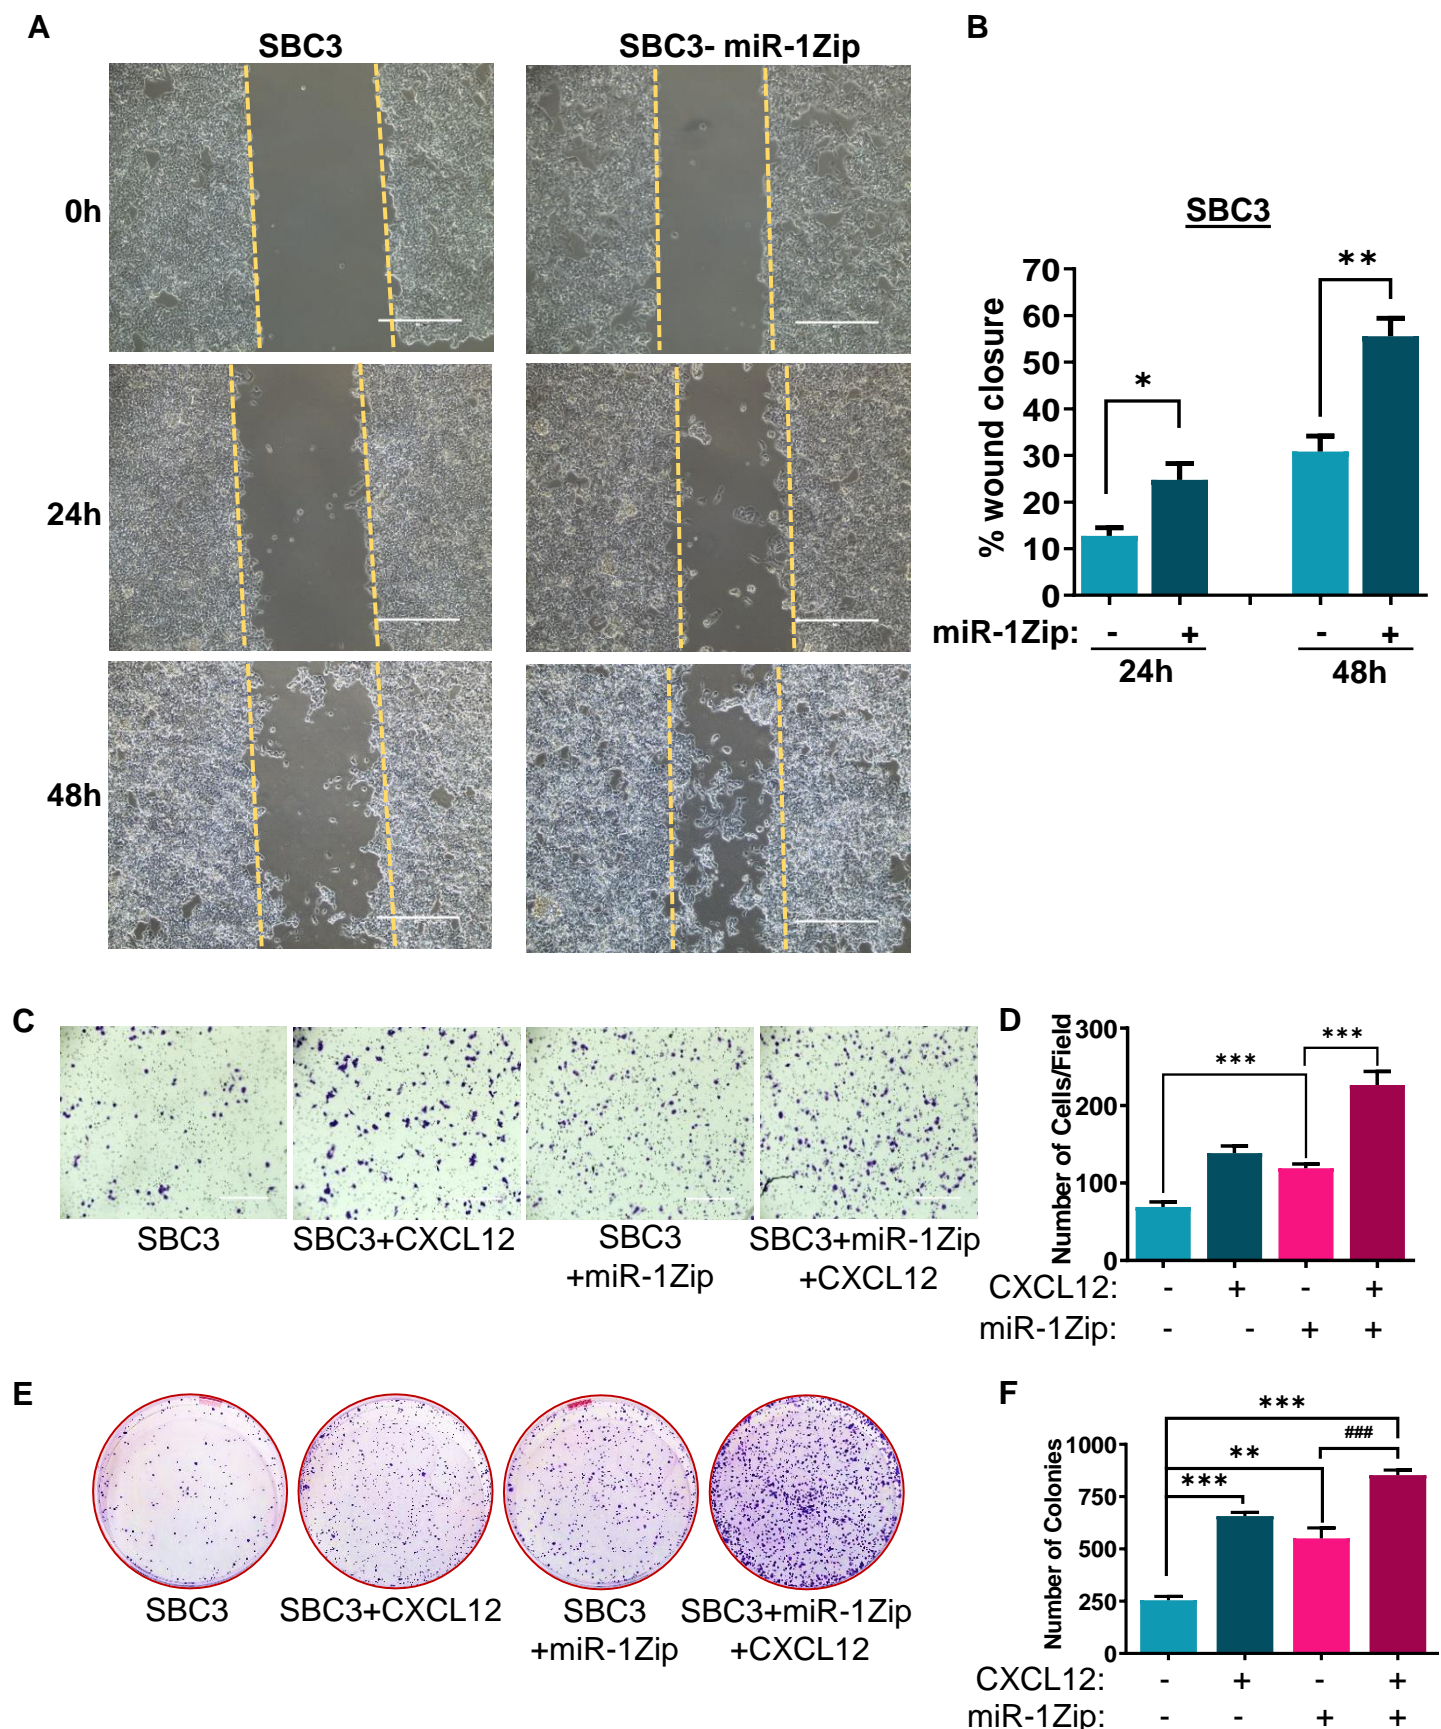 A
SBC3
SBC3- miR-1Zip
0h
24h
48h
B
SBC3
% wound closure
70
60
50
40
30
20
10
0
*
**
miR-1Zip: - + - +
24h 48h
C
SBC3
SBC3+CXCL12
SBC3
+miR-1Zip
SBC3+miR-1Zip
+CXCL12
D
Number of Cells/Field
300
200
100
0
***
***
CXCL12: - + - +
miR-1Zip: - - + +
E
SBC3
SBC3+CXCL12
SBC3
+miR-1Zip
SBC3+miR-1Zip
+CXCL12
F
Number of Colonies
1000
750
500
250
0
***
###
**
***
CXCL12: - + - +
miR-1Zip: - - + +